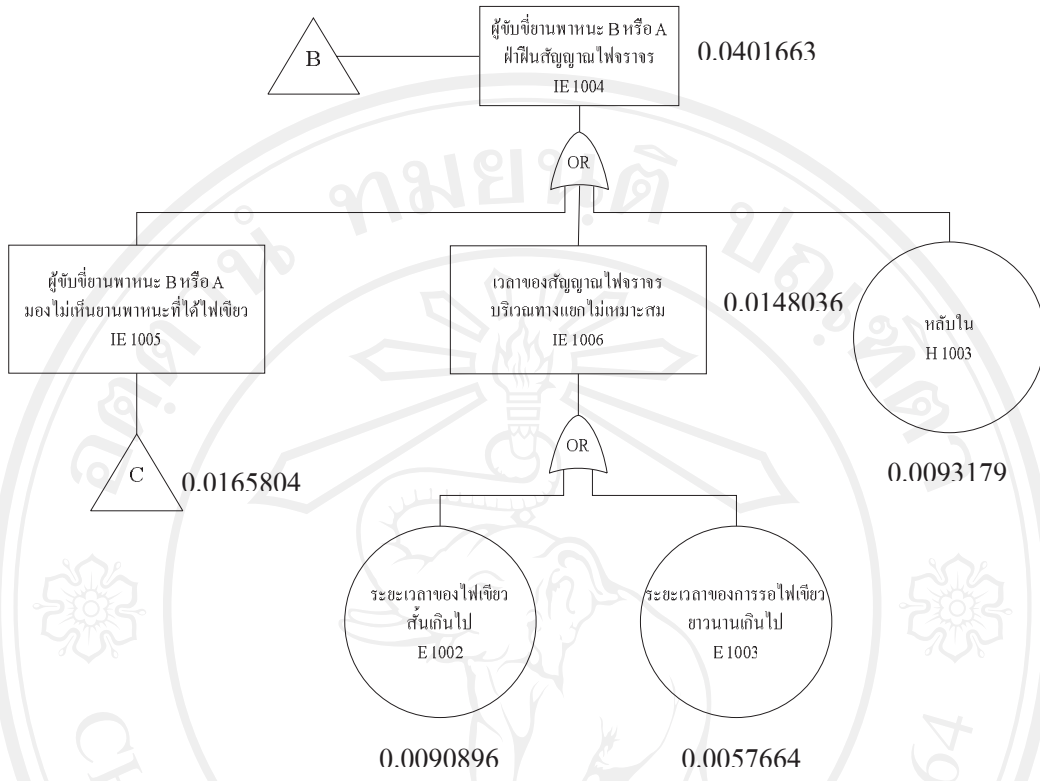 B
ผู้ขับขี่ยานพาหนะ B หรือ A
ฝ่าฝืนสัญญาณไฟจราจร
IE 1004
0.0401663
OR
ผู้ขับขี่ยานพาหนะ B หรือ A
มองไม่เห็นยานพาหนะที่ได้ไฟเขียว
IE 1005
เวลาของสัญญาณไฟจราจร
บริเวณทางแยกไม่เหมาะสม
IE 1006
0.0148036
หลับใน
H 1003
0.0093179
C
0.0165804
OR
ระยะเวลาของไฟเขียว
สั้นเกินไป
E 1002
0.0090896
ระยะเวลาของการรอไฟเขียว
ยาวนานเกินไป
E 1003
0.0057664